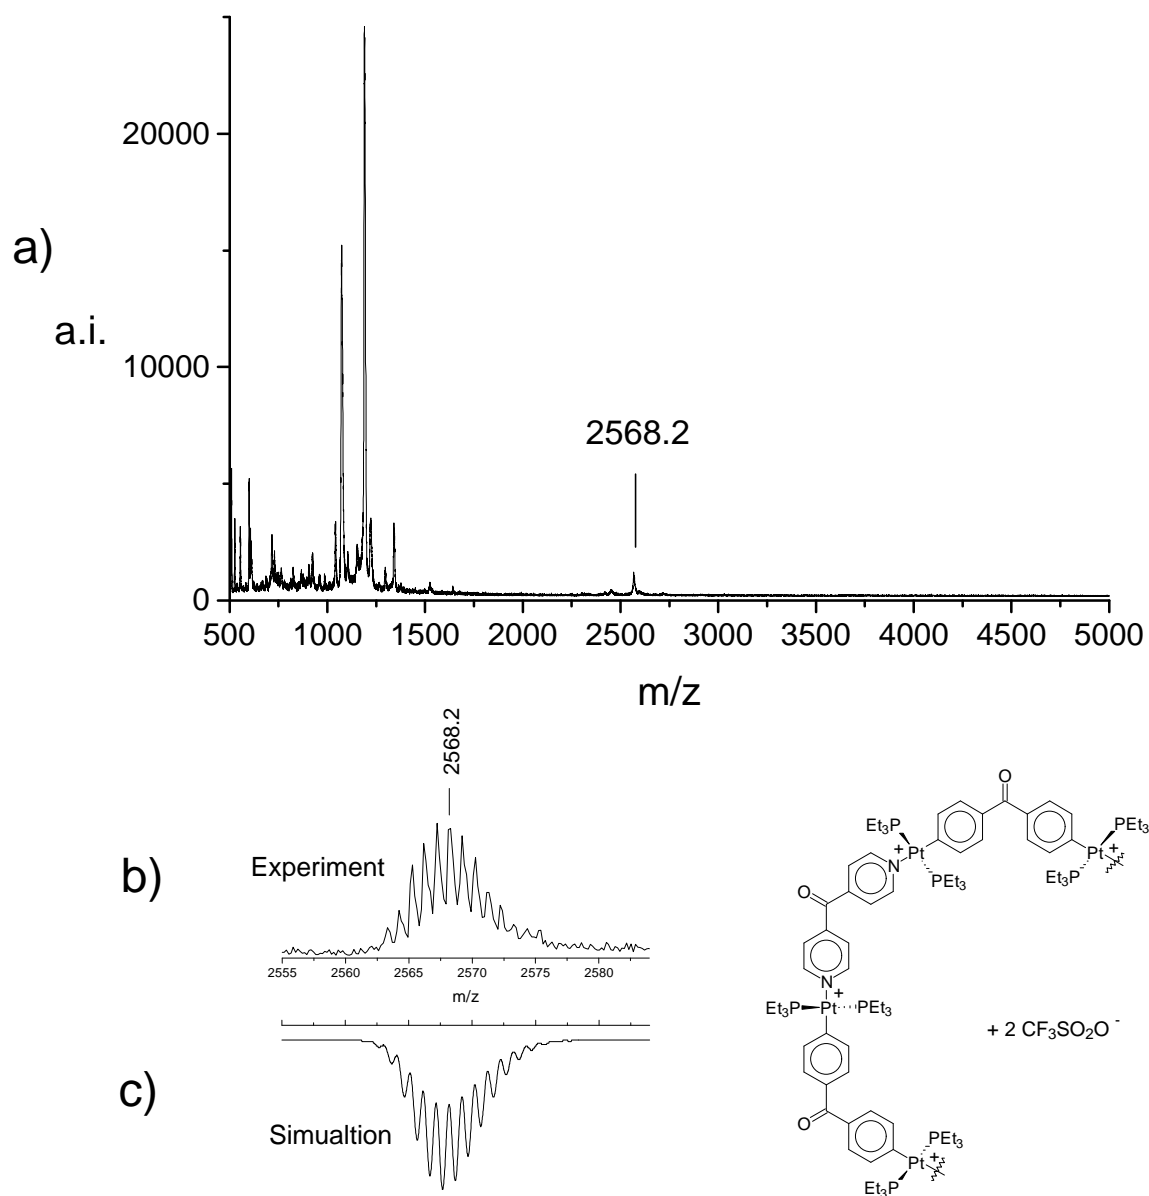 a)
a.i.
20000
10000
0
2568.2
500 1000 1500 2000 2500 3000 3500 4000 4500 5000
m/z
b)
Experiment
2568.2
2555 2560 2565 2570 2575 2580
m/z
c)
Simualtion
O
Et₃P
+
Pt
PEt₃
PEt₃
Pt
+
Et₃P
N
O
N
+
Et₃P Pt PEt₃
+ 2 CF₃SO₂O -
O
PEt₃
Pt
+
Et₃P